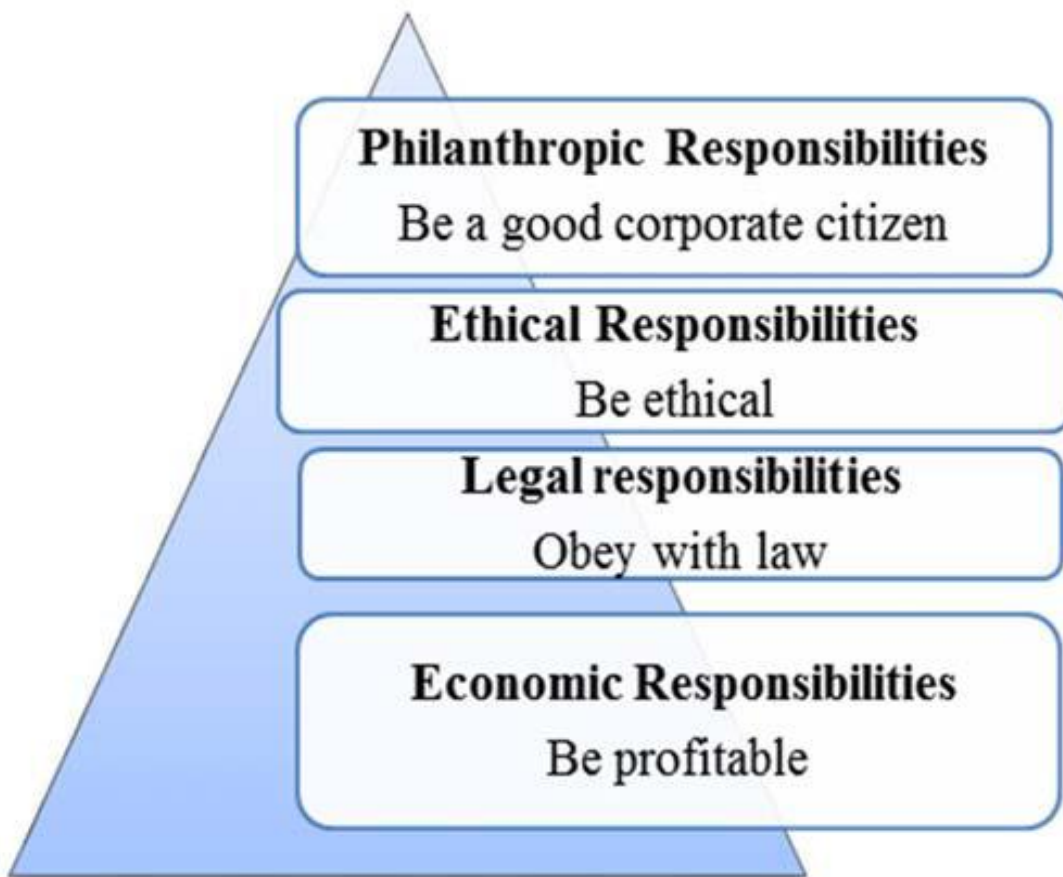 Philanthropic Responsibilities
Be a good corporate citizen
Ethical Responsibilities
Be ethical
Legal responsibilities
Obey with law
Economic Responsibilities
Be profitable